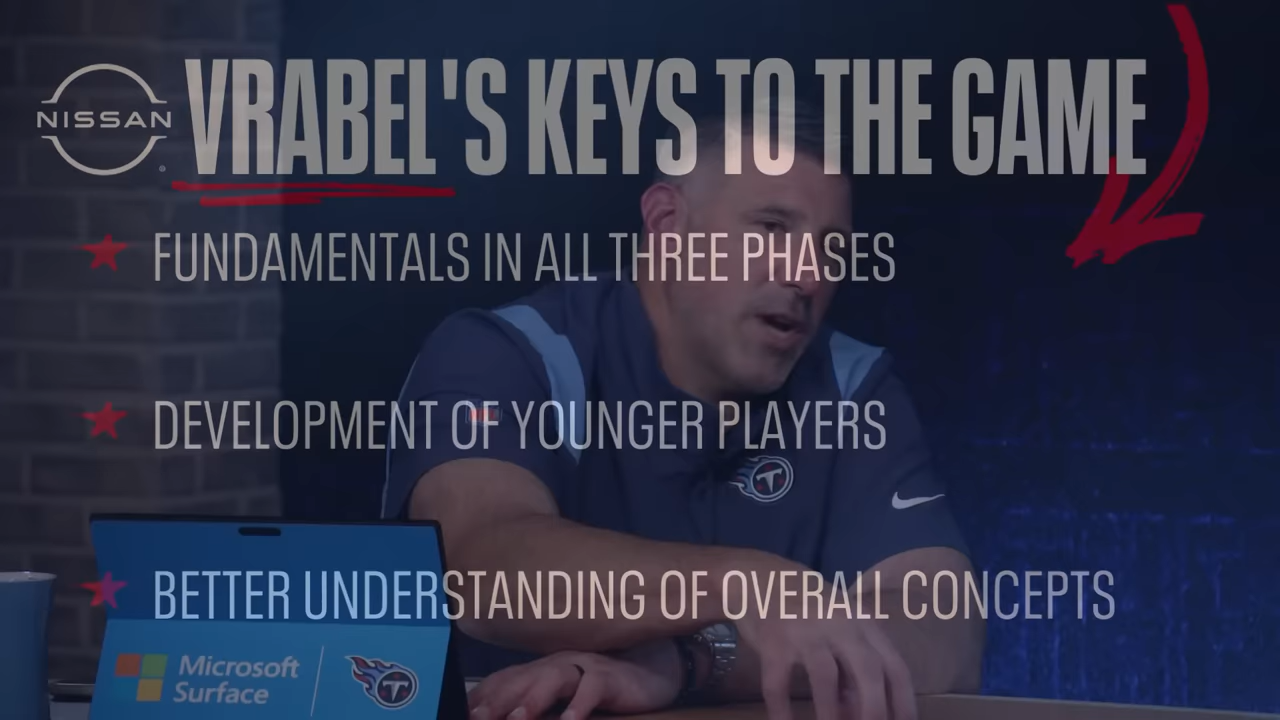 NISSAN
VRABEL'S KEYS TO THE GAME
FUNDAMENTALS IN ALL THREE PHASES
DEVELOPMENT OF YOUNGER PLAYERS
BETTER UNDERSTANDING OF OVERALL CONCEPTS
Microsoft
Surface